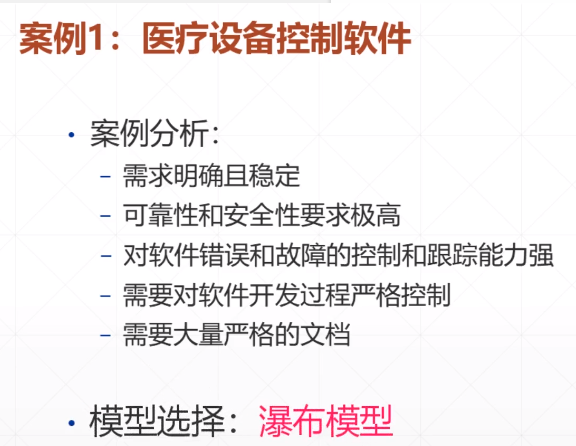 案例1：医疗设备控制软件
• 案例分析：
– 需求明确且稳定
– 可靠性和安全性要求极高
– 对软件错误和故障的控制和跟踪能力强
– 需要对软件开发过程严格控制
– 需要大量严格的文档
• 模型选择：瀑布模型